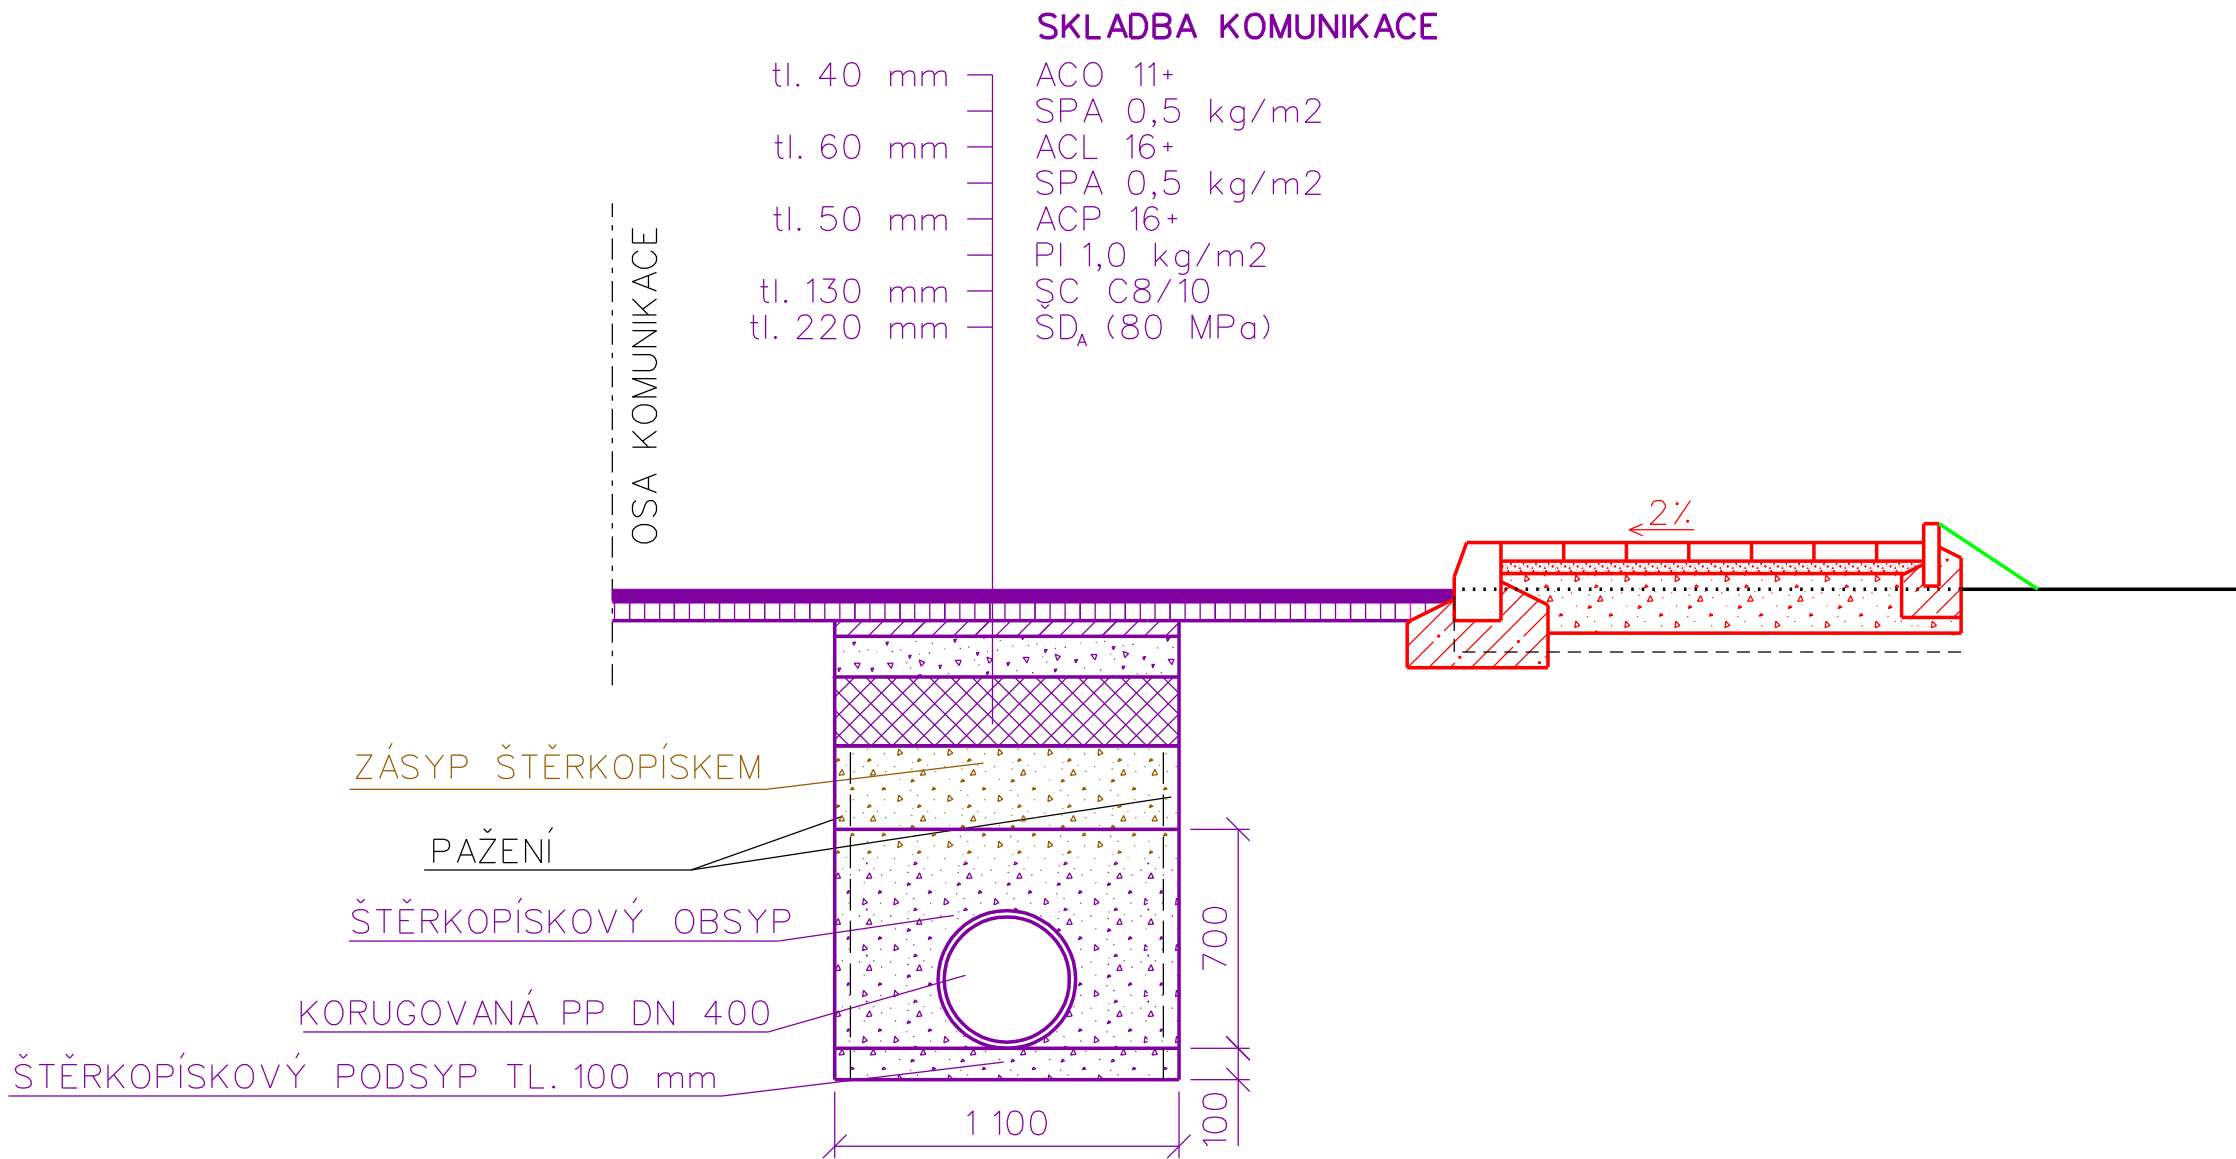 SKLADBA KOMUNIKACE
tl. 40 mm ACO 11+
SPA 0,5 kg/m2
tl. 60 mm ACL 16+
SPA 0,5 kg/m2
tl. 50 mm ACP 16+
PI 1,0 kg/m2
tl. 130 mm SC C8/10
tl. 220 mm ŠDA (80 MPa)
OSA KOMUNIKACE
2%
ZÁSYP ŠTĚRKOPÍSKEM
PAŽENÍ
ŠTĚRKOPÍSKOVÝ OBSYP
700
KORUGOVANÁ PP DN 400
ŠTĚRKOPÍSKOVÝ PODSYP TL. 100 mm
1 100
100